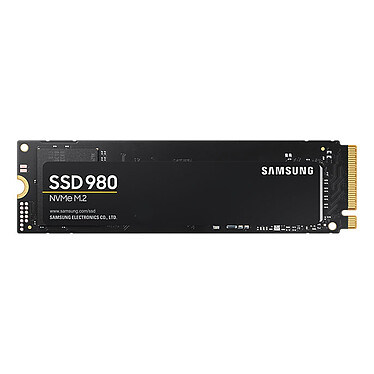 SSD 980
NVMe M.2
www.samsung.com/ssd
SAMSUNG ELECTRONICS CO., LTD.
SAMSUNG